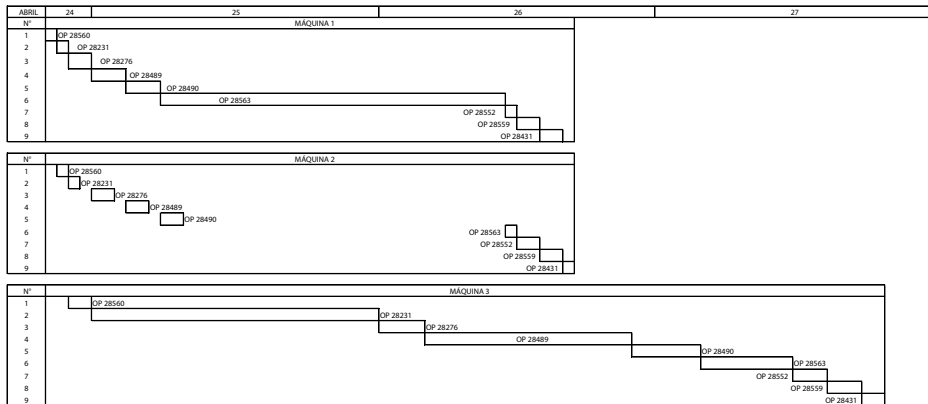 ABRIL 24 25 26 27
N° MÁQUINA 1
1 OP 28560
2 OP 28231
3 OP 28276
4 OP 28489
5 OP 28490
6 OP 28563
7 OP 28552
8 OP 28559
9 OP 28431
N° MÁQUINA 2
1 OP 28560
2 OP 28231
3 OP 28276
4 OP 28489
5 OP 28490
6 OP 28563
7 OP 28552
8 OP 28559
9 OP 28431
N° MÁQUINA 3
1 OP 28560
2 OP 28231
3 OP 28276
4 OP 28489
5 OP 28490
6 OP 28563
7 OP 28552
8 OP 28559
9 OP 28431